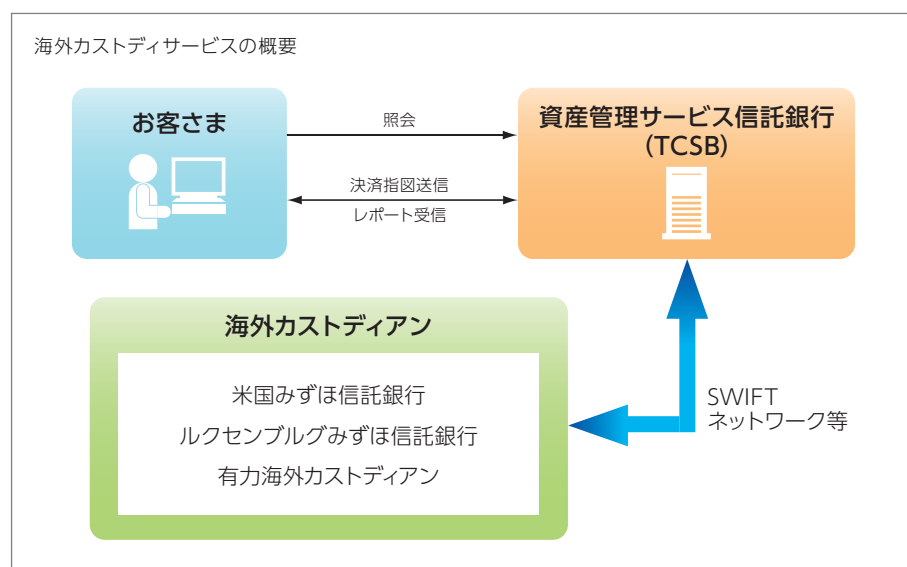 海外カストディサービスの概要
お客さま
照会
決済指図送信
レポート受信
資産管理サービス信託銀行
(TCSB)
海外カストディアン
米国みずほ信託銀行
ルクセンブルグみずほ信託銀行
有力海外カストディアン
SWIFT
ネットワーク等